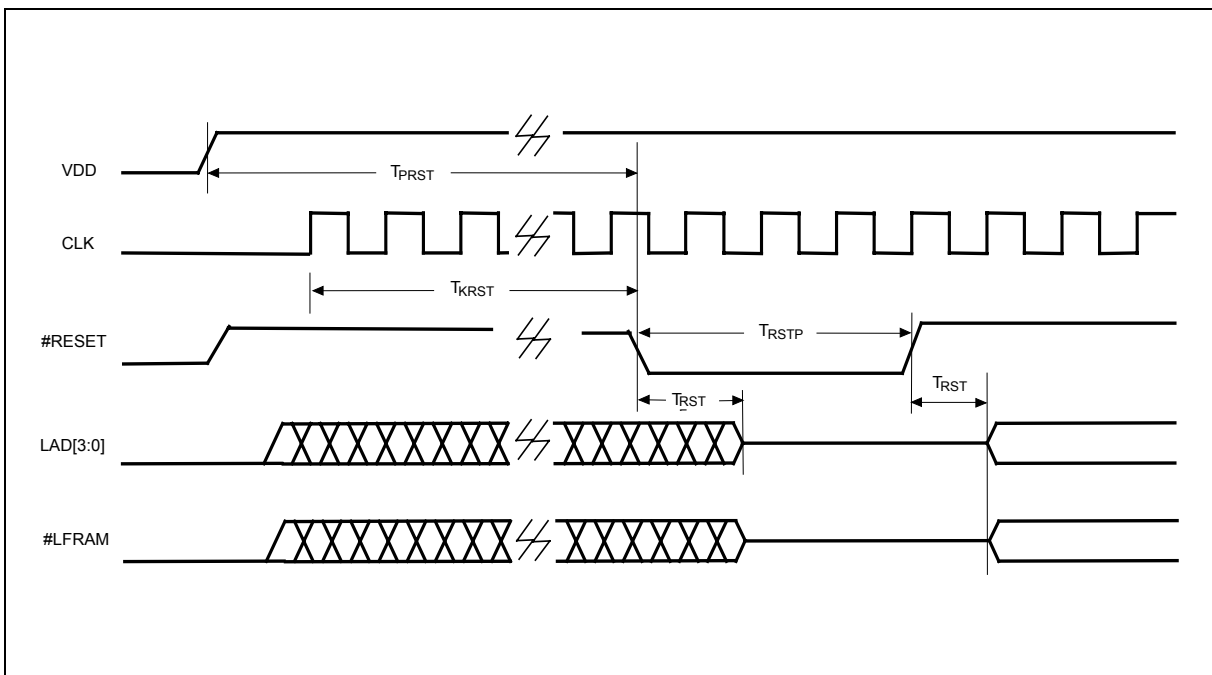 VDD
TPRST
CLK
TKRST
#RESET
TRSTP
TRST
TRST
LAD[3:0]
#LFRAM